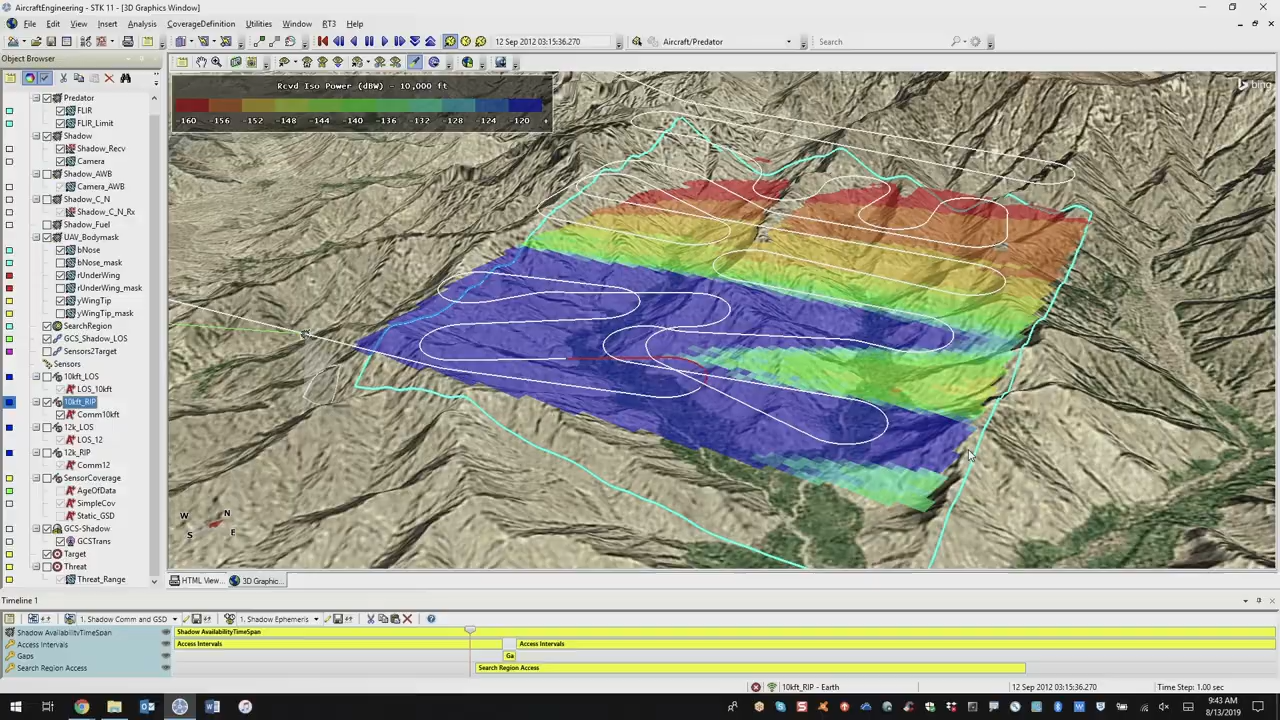 AircraftEngineering - STK 11 - [3D Graphics Window]
File Edit View Insert Analysis CoverageDefinition Utilities Window RT3 Help
12 Sep 2012 03:15:36.270 Aircraft/Predator Search
Object Browser
Rcvd Iso Power (dBW) - 10,000 ft
-160 -156 -152 -148 -144 -140 -136 -132 -128 -124 -120 +
bing
Predator
FLIR
FLIR_Limit
Shadow
Shadow_Recv
Camera
Shadow_AWB
Camera_AWB
Shadow_C_N
Shadow_C_N_Rx
Shadow_Fuel
UAV_Bodymask
bNose
bNose_mask
rUnderWing
rUnderWing_mask
yWingTip
yWingTip_mask
SearchRegion
GCS_Shadow_LOS
Sensors2Target
Sensors
10kft_LOS
LOS_10kft
10kft_RIP
Comm10kft
12k_LOS
LOS_12
12k_RIP
Comm12
SensorCoverage
AgeOfData
SimpleCov
Static_GSD
GCS-Shadow
GCSTrans
Target
Threat
Threat_Range
N
W
S
E
HTML View... 3D Graphic...
Timeline 1
1. Shadow Comm and GSD 1. Shadow Ephemeris
Shadow AvailabilityTimeSpan Shadow AvailabilityTimeSpan
Access Intervals Access Intervals Access Intervals
Gaps Ga
Search Region Access Search Region Access
10kft_RIP - Earth 12 Sep 2012 03:15:36.270 Time Step: 1.00 sec
9:43 AM
8/13/2019